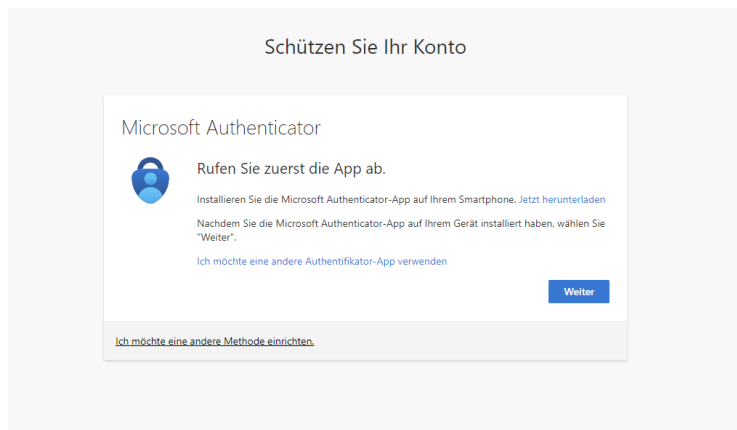 Schützen Sie Ihr Konto
Microsoft Authenticator
Rufen Sie zuerst die App ab.
Installieren Sie die Microsoft Authenticator-App auf Ihrem Smartphone. Jetzt herunterladen
Nachdem Sie die Microsoft Authenticator-App auf Ihrem Gerät installiert haben, wählen Sie
"Weiter".
Ich möchte eine andere Authentifikator-App verwenden
Weiter
Ich möchte eine andere Methode einrichten.